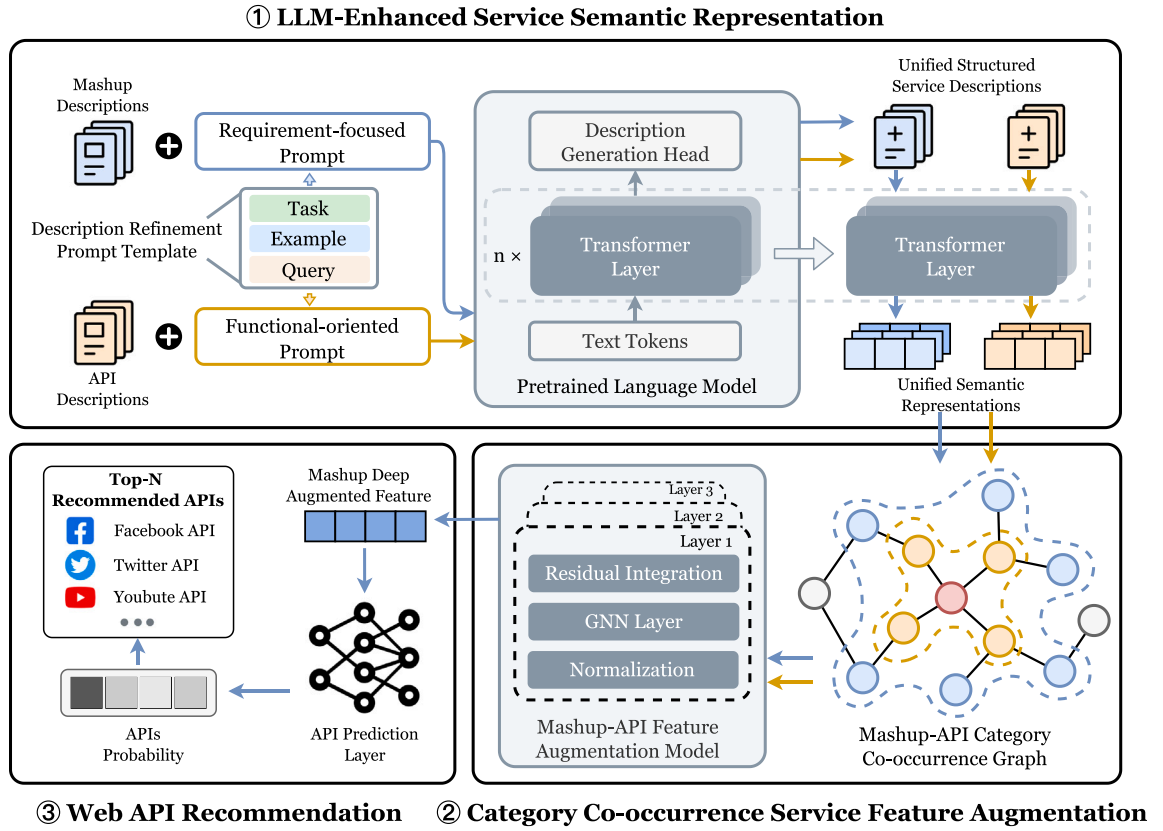 ① LLM-Enhanced Service Semantic Representation
Mashup
Descriptions
Requirement-focused
Prompt
Task
Example
Query
Description Refinement
Prompt Template
Functional-oriented
Prompt
API
Descriptions
Description
Generation Head
n ×
Transformer
Layer
Text Tokens
Pretrained Language Model
Unified Structured
Service Descriptions
Transformer
Layer
Unified Semantic
Representations
Top-N
Recommended APIs
Facebook API
Twitter API
Youbute API
APIs
Probability
Mashup Deep
Augmented Feature
API Prediction
Layer
Layer 3
Layer 2
Layer 1
Residual Integration
GNN Layer
Normalization
Mashup-API Feature
Augmentation Model
Mashup-API Category
Co-occurrence Graph
③ Web API Recommendation
② Category Co-occurrence Service Feature Augmentation